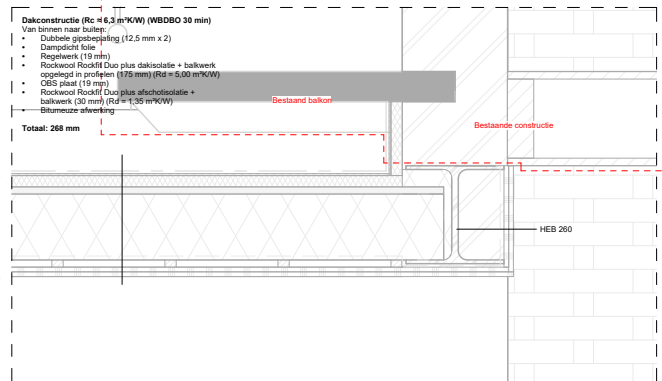 Dakconstructie (Rc = 6,3 m²K/W) (WBDBO 30 min)
Van binnen naar buiten:
• Dubbele gipsbeplating (12,5 mm x 2)
• Dampdicht folie
• Regelwerk (19 mm)
• Rockwool Rockfit Duo plus dakisolatie + balkwerk
opgelegd in profielen (175 mm) (Rd = 5,00 m²K/W)
• OBS plaat (19 mm)
• Rockwool Rockfit Duo plus afschotisolatie +
balkwerk (30 mm) (Rd = 1,35 m²K/W)
• Bitumeuze afwerking
Totaal: 268 mm
Bestaand balkon
Bestaande constructie
HEB 260